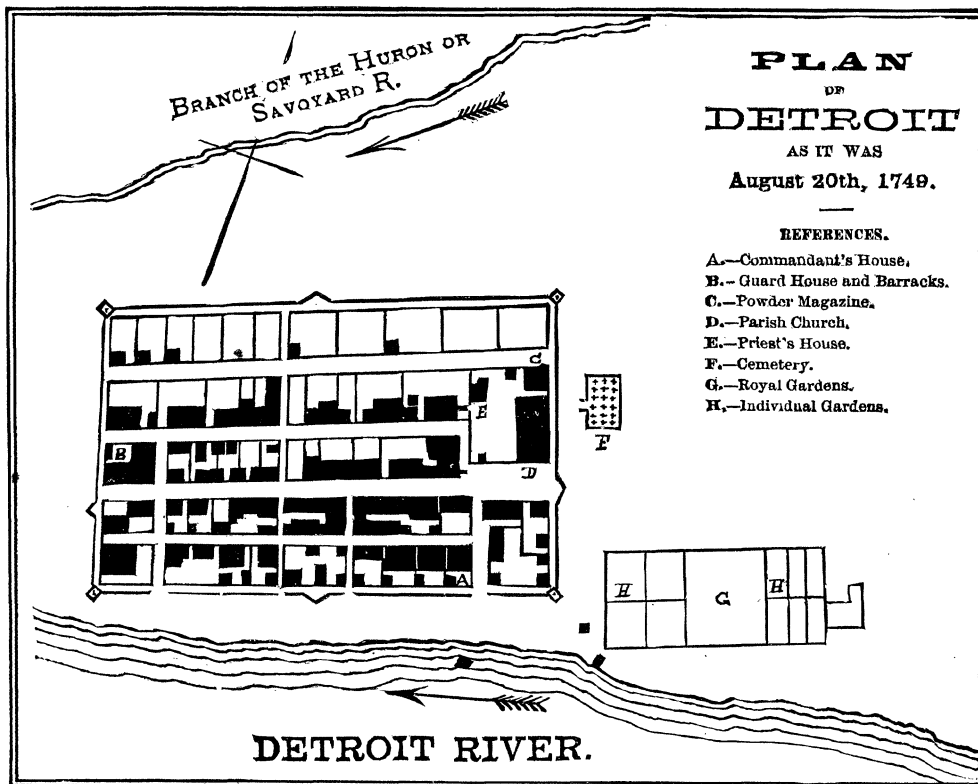 BRANCH OF THE HURON OR
SAVOYARD R.
PLAN
OF
DETROIT
AS IT WAS
August 20th, 1749.
REFERENCES.
A.—Commandant's House.
B.—Guard House and Barracks.
C.—Powder Magazine.
D.—Parish Church.
E.—Priest's House.
F.—Cemetery.
G.—Royal Gardens.
H.—Individual Gardens.
C
E
F
B
D
H
G
H
A
DETROIT RIVER.